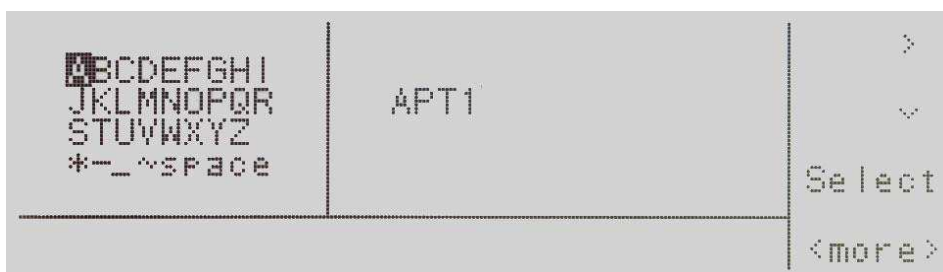 ABCDEFGHI
JKLMNOPQR
STUVWXYZ
*-_~space
APT1
>
⌄
Select
<more>